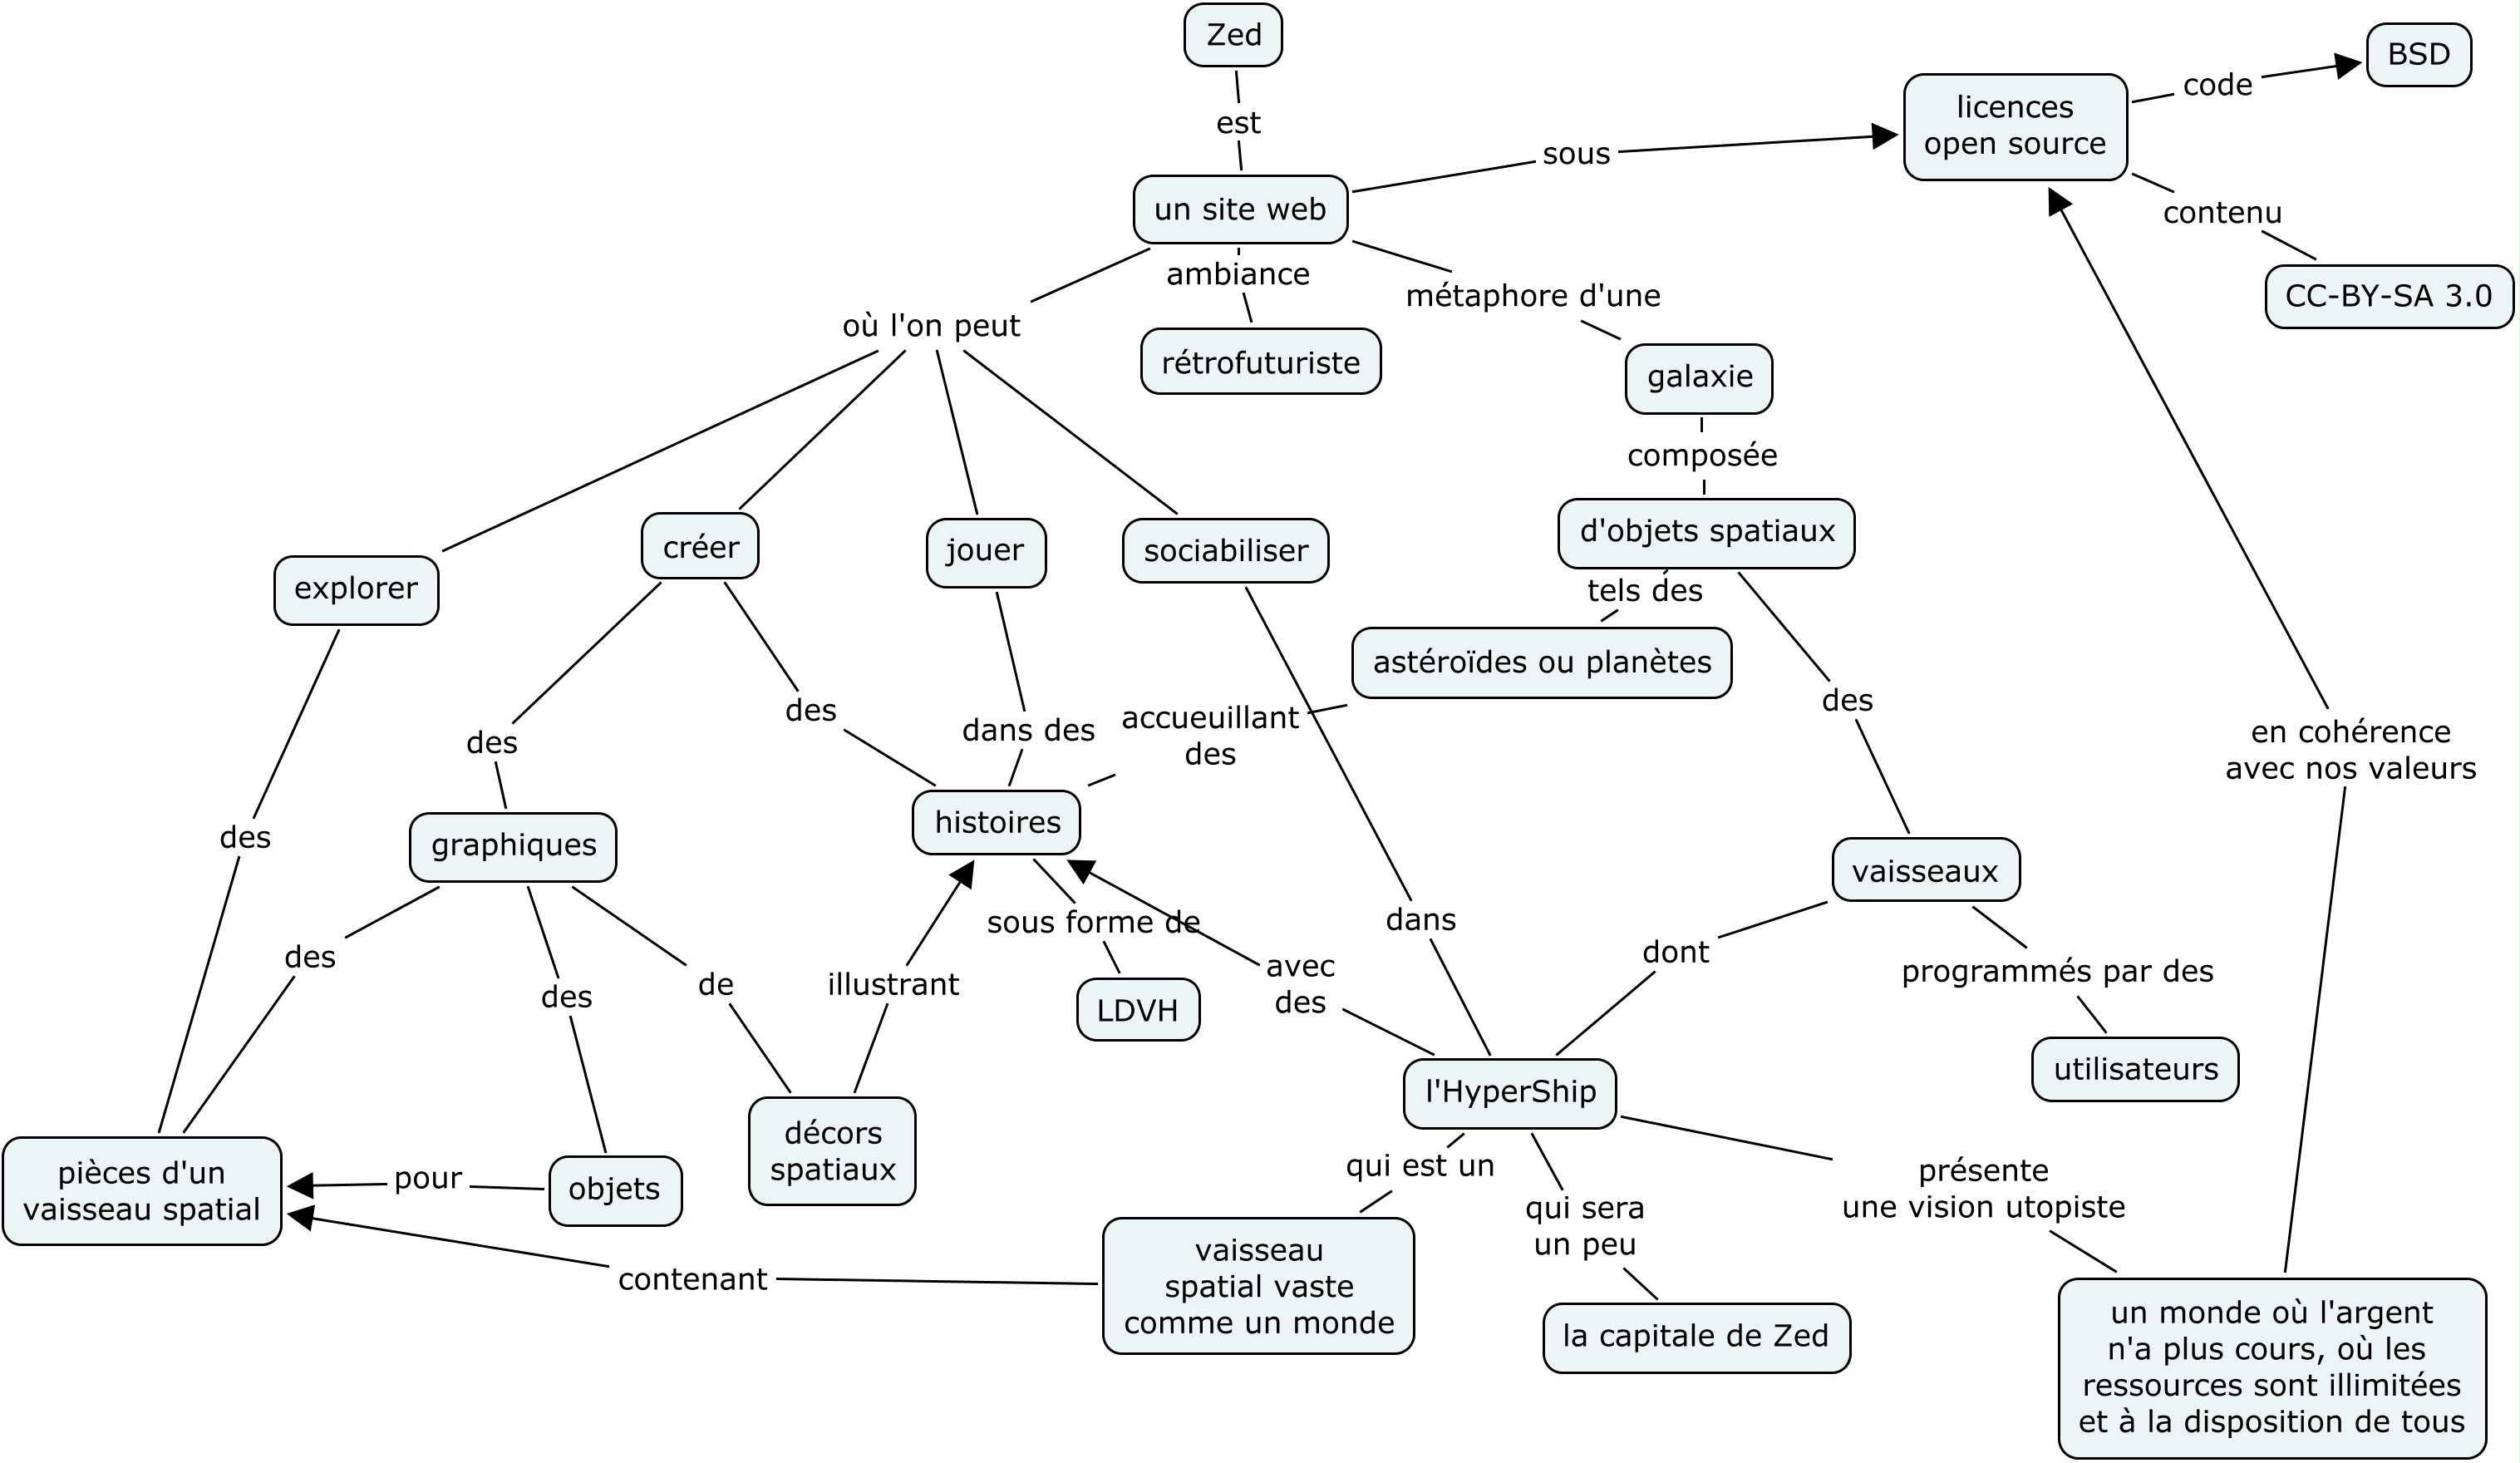 Zed
BSD
code
licences
open source
est
sous
un site web
contenu
ambiance
métaphore d'une
CC-BY-SA 3.0
où l'on peut
rétrofuturiste
galaxie
composée
d'objets spatiaux
créer
jouer
sociabiliser
explorer
tels des
astéroïdes ou planètes
des
des
accueuillant
des
dans des
des
en cohérence
avec nos valeurs
des
histoires
graphiques
vaisseaux
sous forme de
dans
des
avec
des
dont
programmés par des
des
de
illustrant
LDVH
utilisateurs
l'HyperShip
décors
spatiaux
pièces d'un
vaisseau spatial
pour
objets
qui est un
présente
une vision utopiste
qui sera
un peu
vaisseau
spatial vaste
comme un monde
contenant
la capitale de Zed
un monde où l'argent
n'a plus cours, où les
ressources sont illimitées
et à la disposition de tous